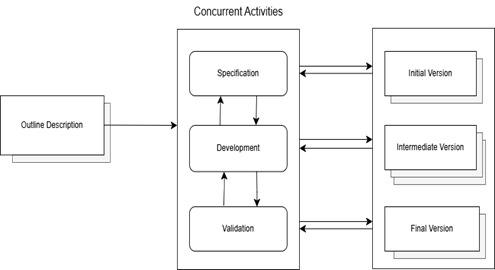 Concurrent Activities
Specification
Initial Version
Outline Description
Development
Intermediate Version
Validation
Final Version